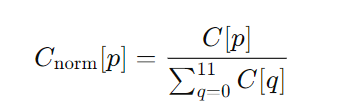 C_norm[p] = C[p] / ∑_{q=0}^{11} C[q]